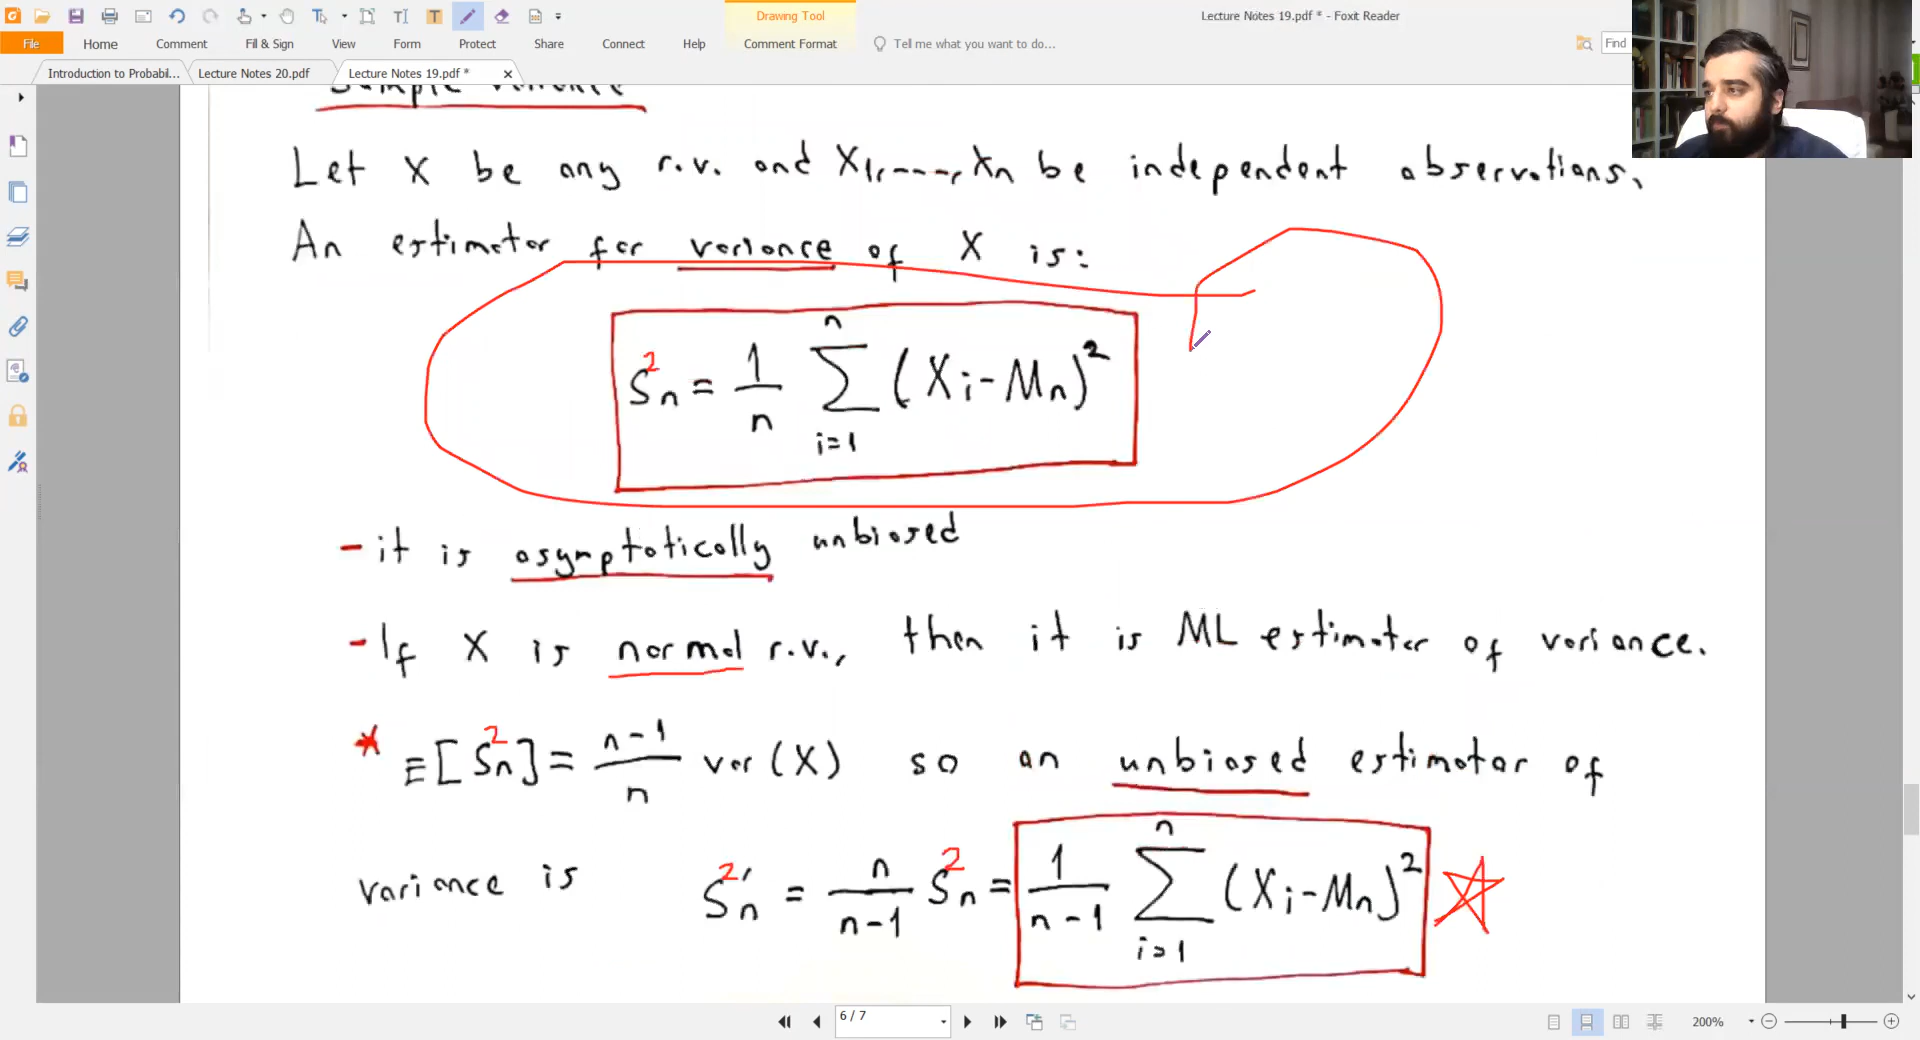 Lecture Notes 19.pdf * - Foxit Reader
Drawing Tool
File Home Comment Fill & Sign View Form Protect Share Connect Help Comment Format Tell me what you want to do... Find
Introduction to Probabil... Lecture Notes 20.pdf Lecture Notes 19.pdf *
Sample variance
Let X be any r.v. and X1,----, Xn be independent observations.
An estimator for variance of X is:
S²n = 1/n ∑ⁿᵢ₌₁ (Xi-Mn)²
- it is asymptotically unbiased
- If X is normal r.v., then it is ML estimator of variance.
* E[S²n] = n-1/n var(X) so an unbiased estimator of
variance is S²'n = n/n-1 S²n = 1/n-1 ∑ⁿᵢ₌₁ (Xi-Mn)²
6 / 7
200%